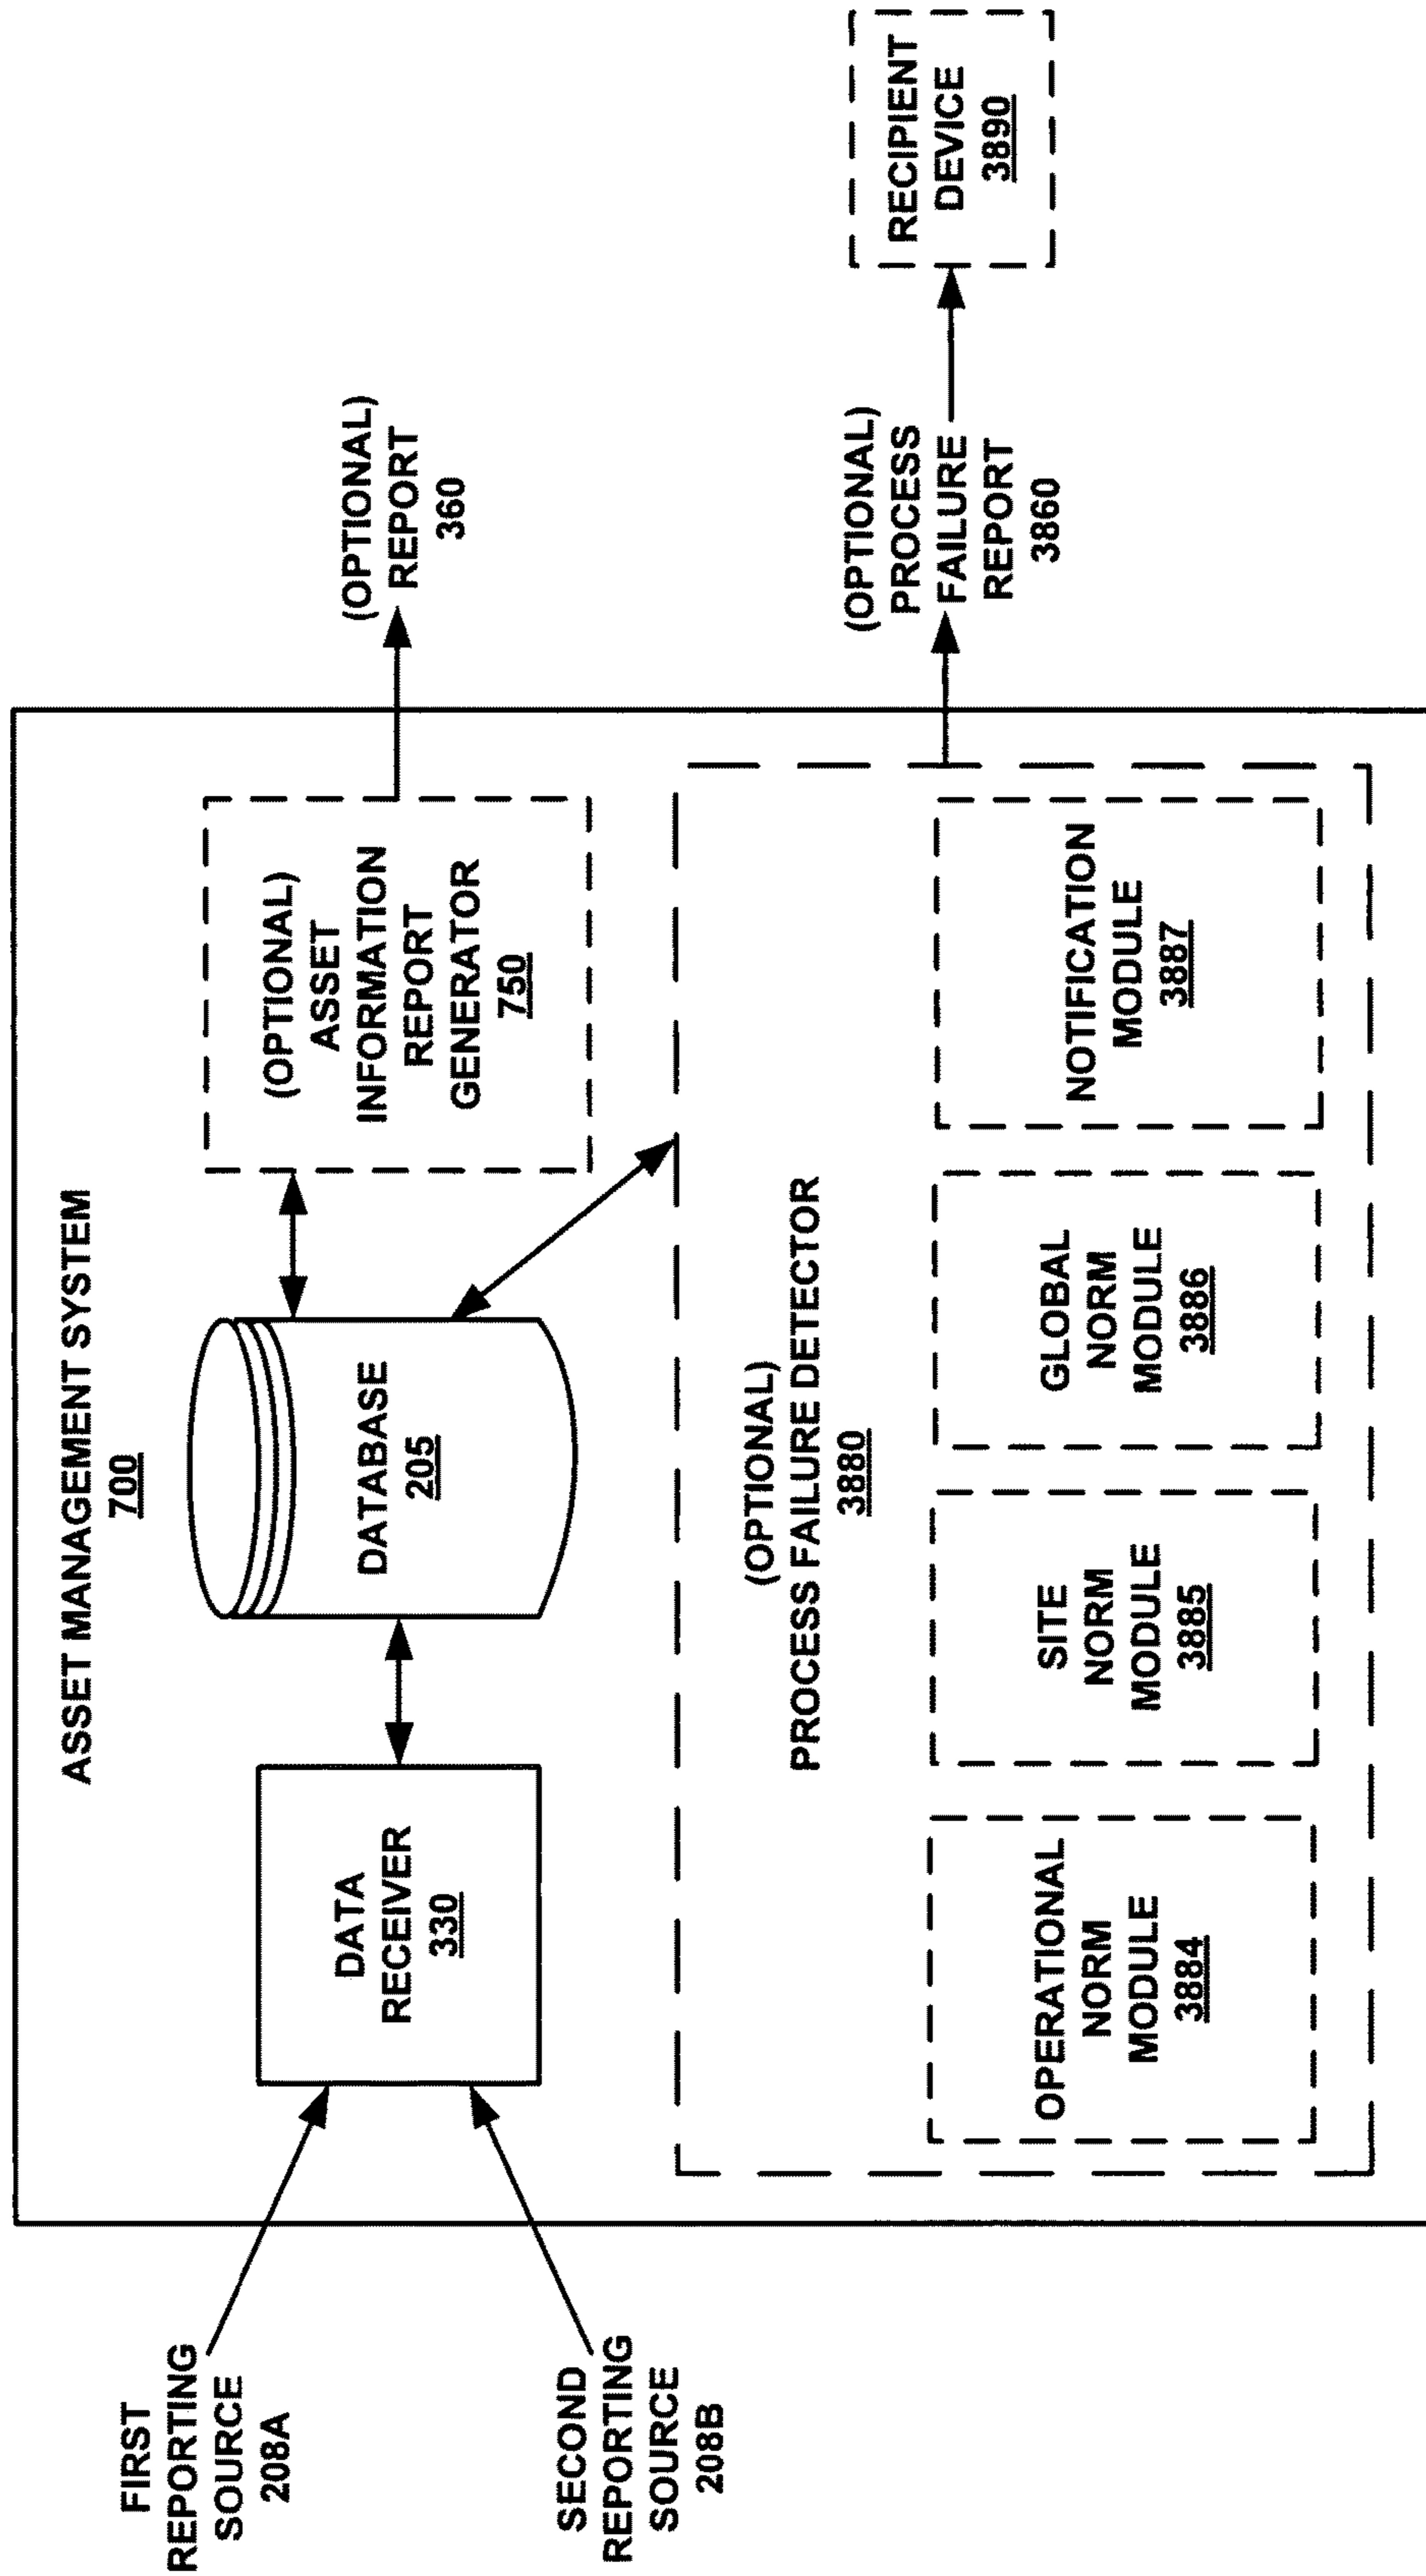 ASSET MANAGEMENT SYSTEM
700
FIRST
REPORTING
SOURCE
208A
SECOND
REPORTING
SOURCE
208B
DATA
RECEIVER
330
DATABASE
205
(OPTIONAL)
ASSET
INFORMATION
REPORT
GENERATOR
750
(OPTIONAL)
REPORT
360
(OPTIONAL)
PROCESS FAILURE DETECTOR
3880
OPERATIONAL
NORM
MODULE
3884
SITE
NORM
MODULE
3885
GLOBAL
NORM
MODULE
3886
NOTIFICATION
MODULE
3887
(OPTIONAL)
PROCESS
FAILURE
REPORT
3860
RECIPIENT
DEVICE
3890